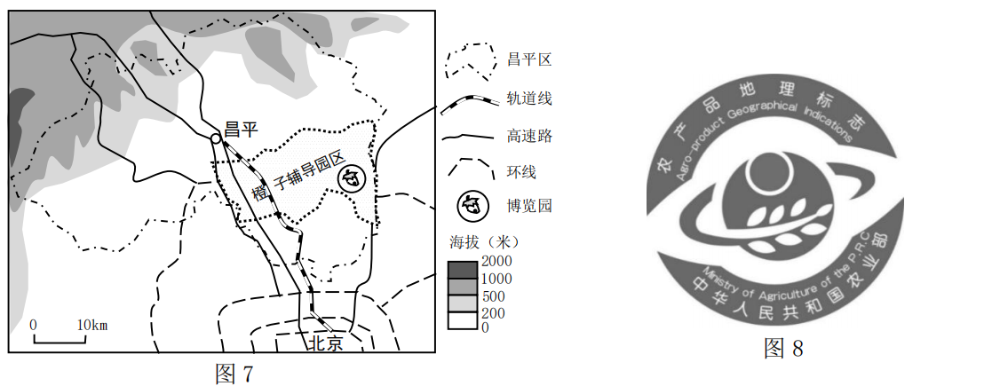 昌平
橙子辅导园区
北京
0 10km
图 7
昌平区
轨道线
高速路
环线
博览园
海拔（米）
2000
1000
500
200
0
农产品地理标志
Agro-product Geographical Indications
Ministry of Agriculture of the P.R.C
中华人民共和国农业部
图 8